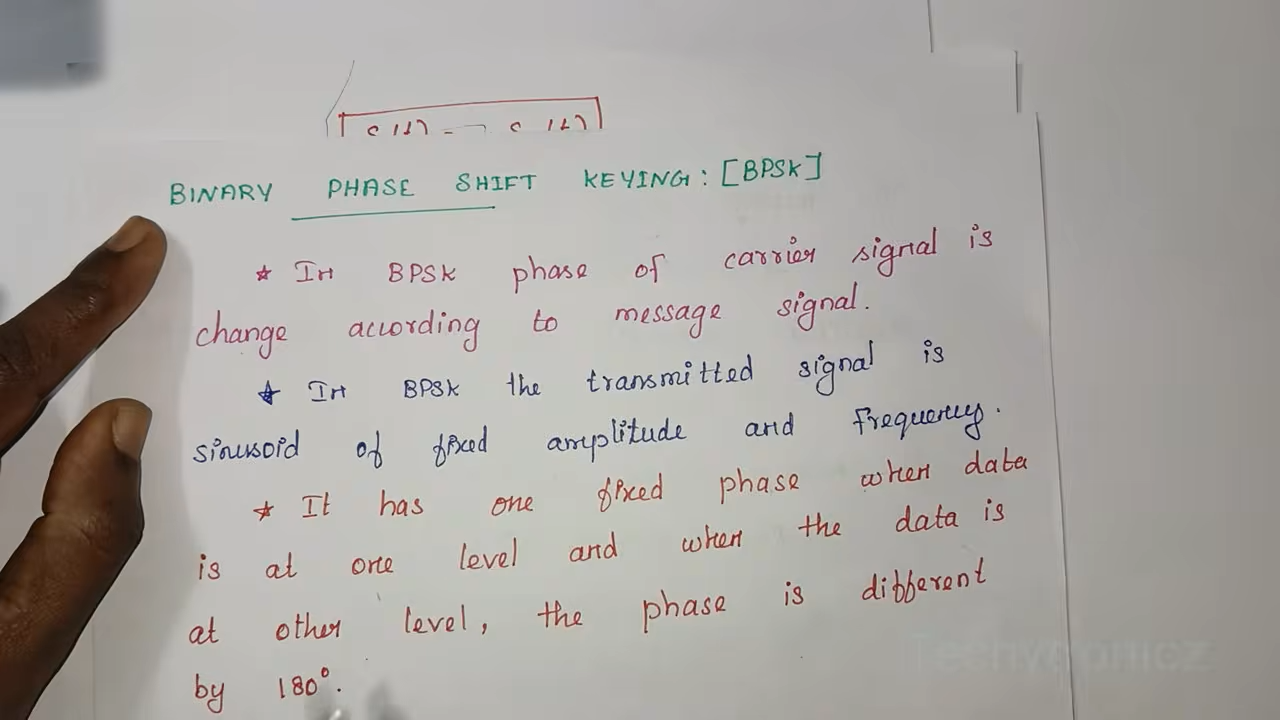 BINARY PHASE SHIFT KEYING: [BPSK]
* In BPSK phase of carrier signal is
change according to message signal.
* In BPSK the transmitted signal is
sinusoid of fixed amplitude and frequency.
* It has one fixed phase when data
is at one level and when the data is
at other level, the phase is different
by 180°.